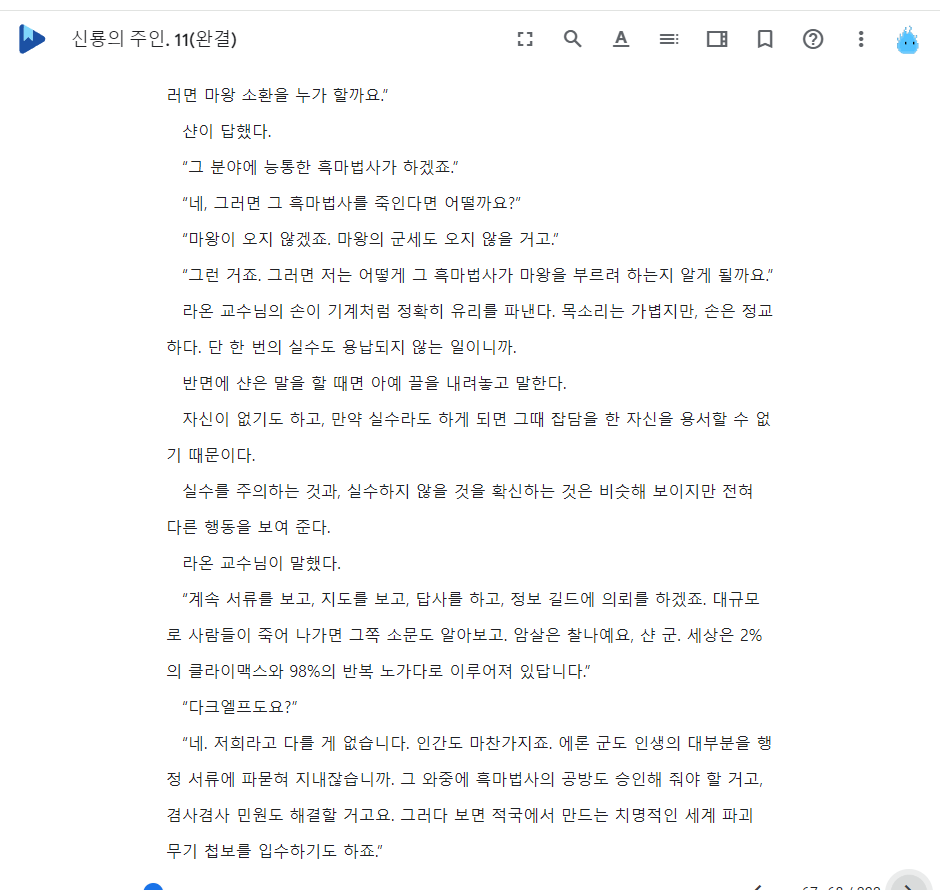 신룡의 주인. 11(완결)
러면 마왕 소환을 누가 할까요.”
샨이 답했다.
“그 분야에 능통한 흑마법사가 하겠죠.”
“네, 그러면 그 흑마법사를 죽인다면 어떨까요?”
“마왕이 오지 않겠죠. 마왕의 군세도 오지 않을 거고.”
“그런 거죠. 그러면 저는 어떻게 그 흑마법사가 마왕을 부르려 하는지 알게 될까요.”
라온 교수님의 손이 기계처럼 정확히 유리를 파낸다. 목소리는 가볍지만, 손은 정교
하다. 단 한 번의 실수도 용납되지 않는 일이니까.
반면에 샨은 말을 할 때면 아예 끌을 내려놓고 말한다.
자신이 없기도 하고, 만약 실수라도 하게 되면 그때 잡담을 한 자신을 용서할 수 없
기 때문이다.
실수를 주의하는 것과, 실수하지 않을 것을 확신하는 것은 비슷해 보이지만 전혀
다른 행동을 보여 준다.
라온 교수님이 말했다.
“계속 서류를 보고, 지도를 보고, 답사를 하고, 정보 길드에 의뢰를 하겠죠. 대규모
로 사람들이 죽어 나가면 그쪽 소문도 알아보고. 암살은 찰나예요, 샨 군. 세상은 2%
의 클라이맥스와 98%의 반복 노가다로 이루어져 있답니다.”
“다크엘프도요?”
“네. 저희라고 다를 게 없습니다. 인간도 마찬가지죠. 에론 군도 인생의 대부분을 행
정 서류에 파묻혀 지내잖습니까. 그 와중에 흑마법사의 공방도 승인해 줘야 할 거고,
겸사겸사 민원도 해결할 거고요. 그러다 보면 적국에서 만드는 치명적인 세계 파괴
무기 첩보를 입수하기도 하죠.”